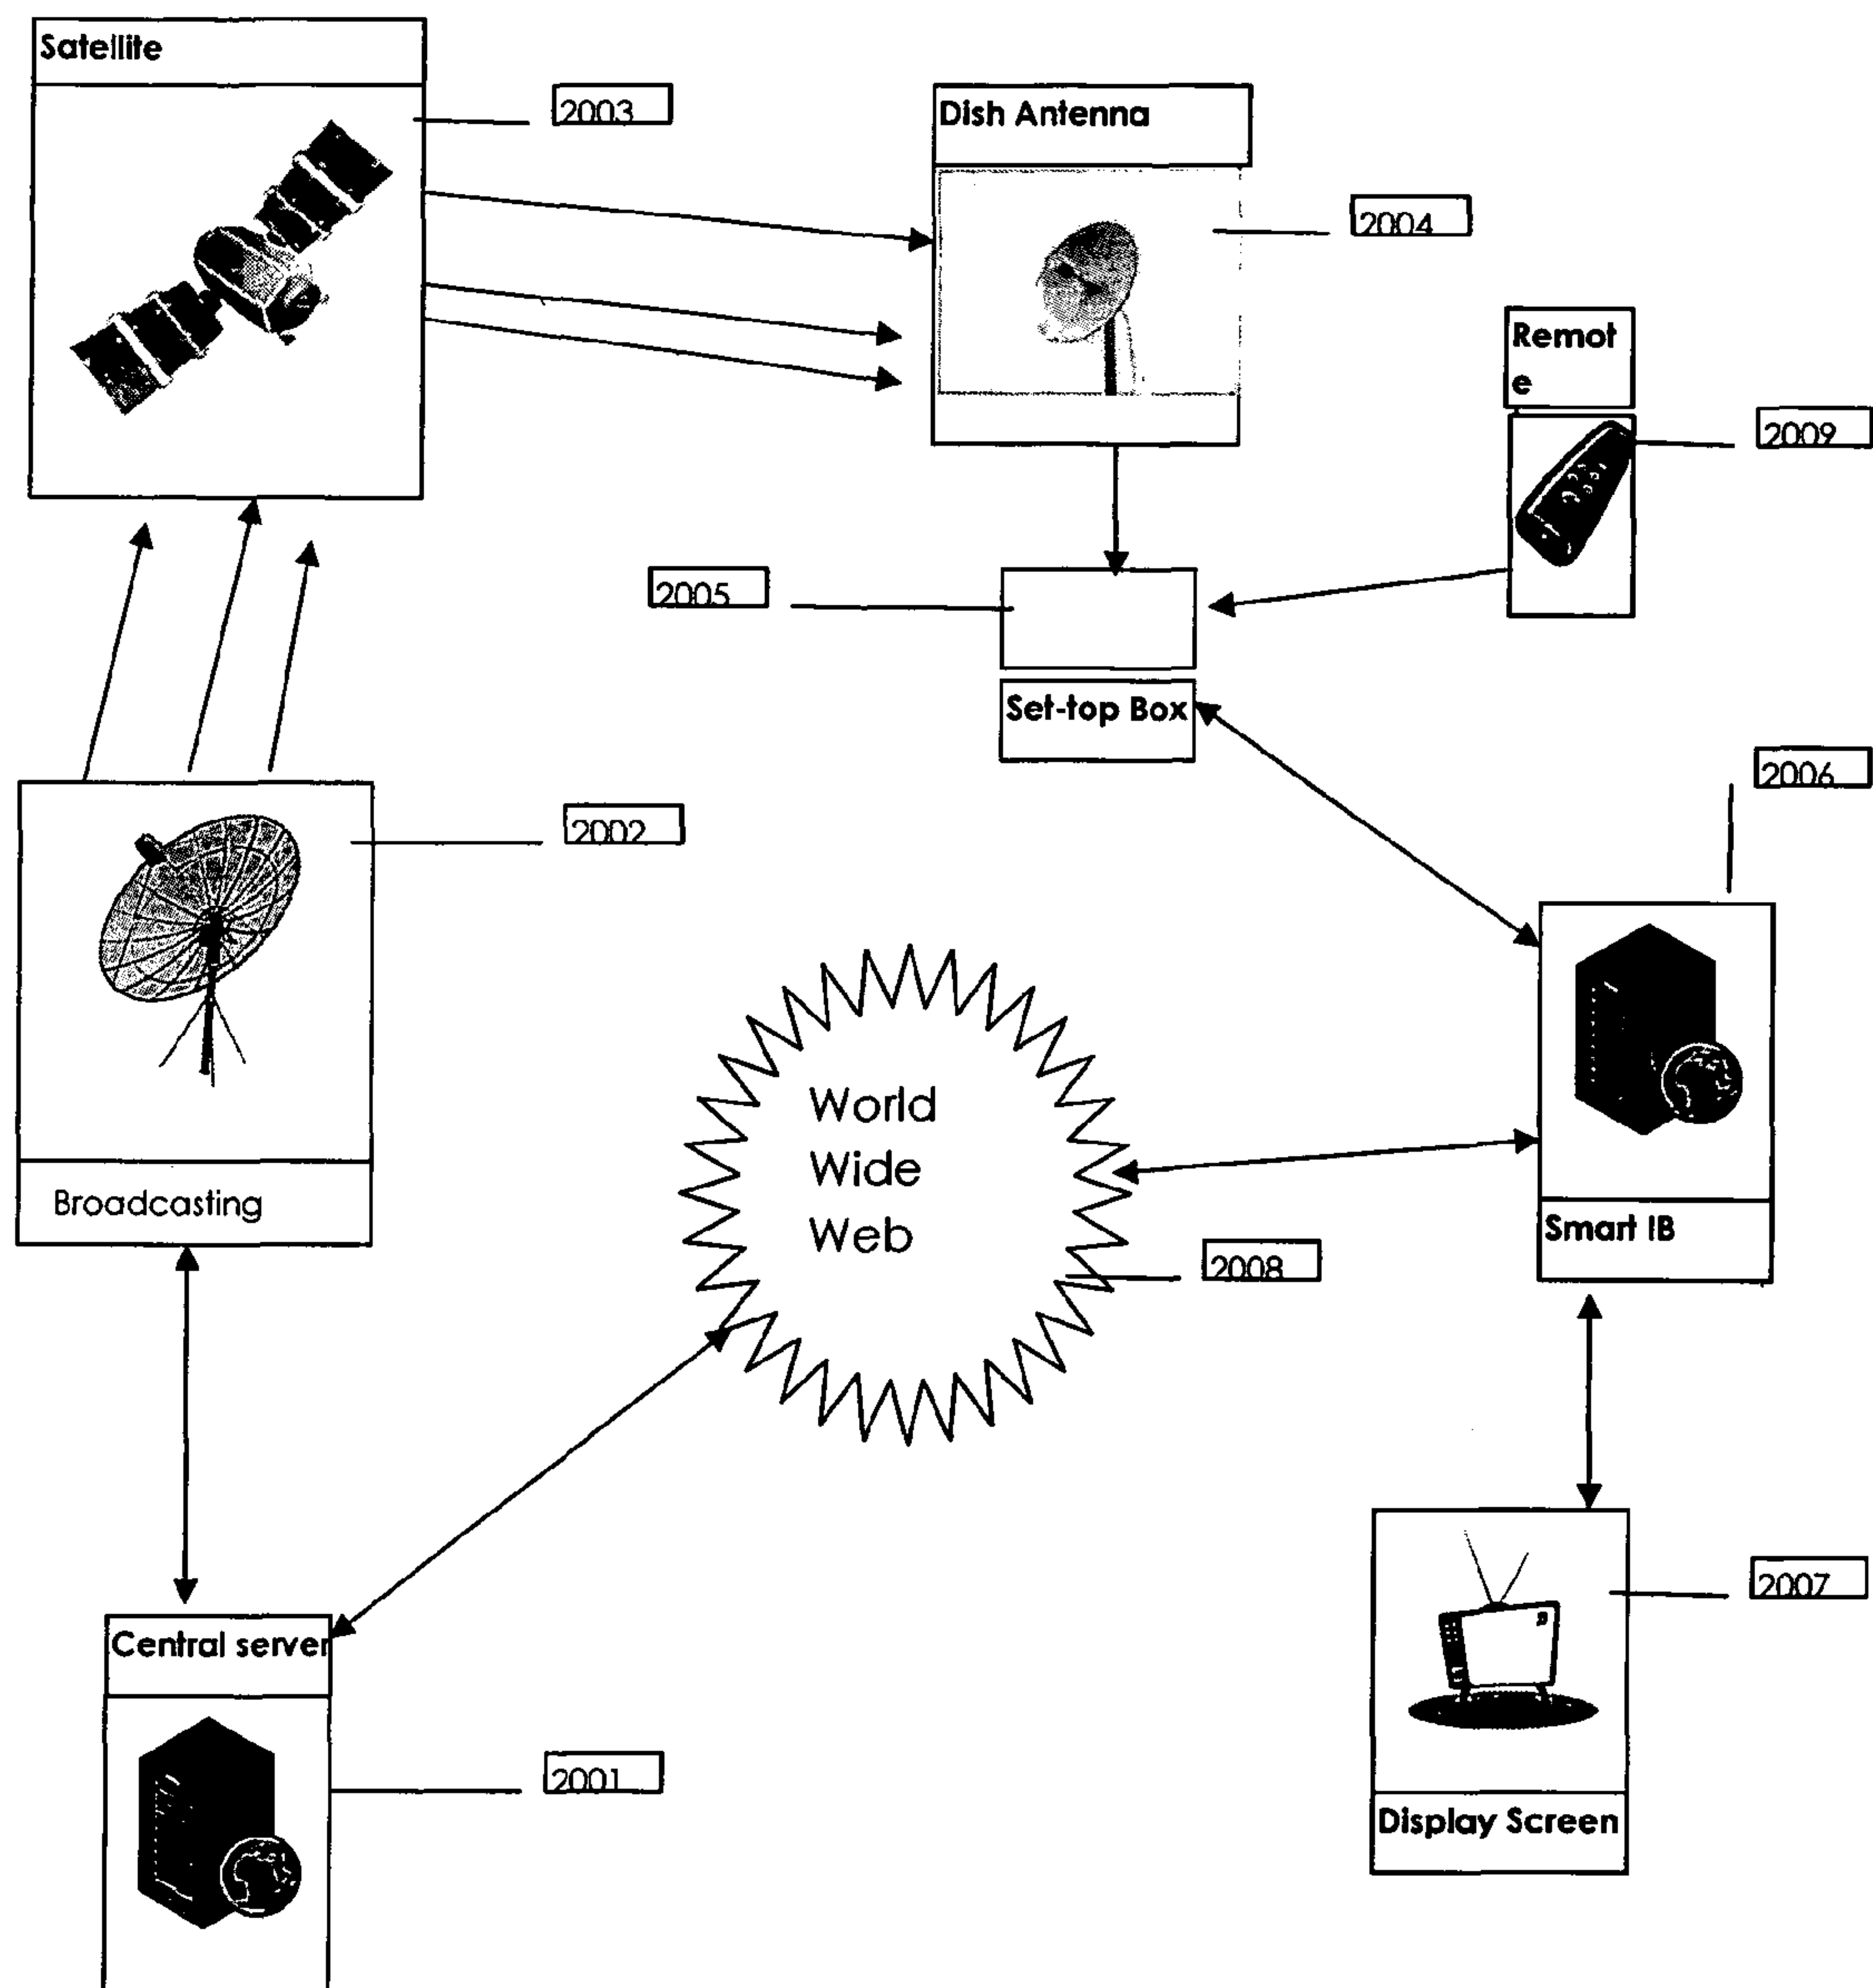 Satellite
2003
Dish Antenna
2004
Remot
e
2009
2005
Set-top Box
2006
2002
Broadcasting
World
Wide
Web
Smart IB
2008
Central server
2007
2001
Display Screen